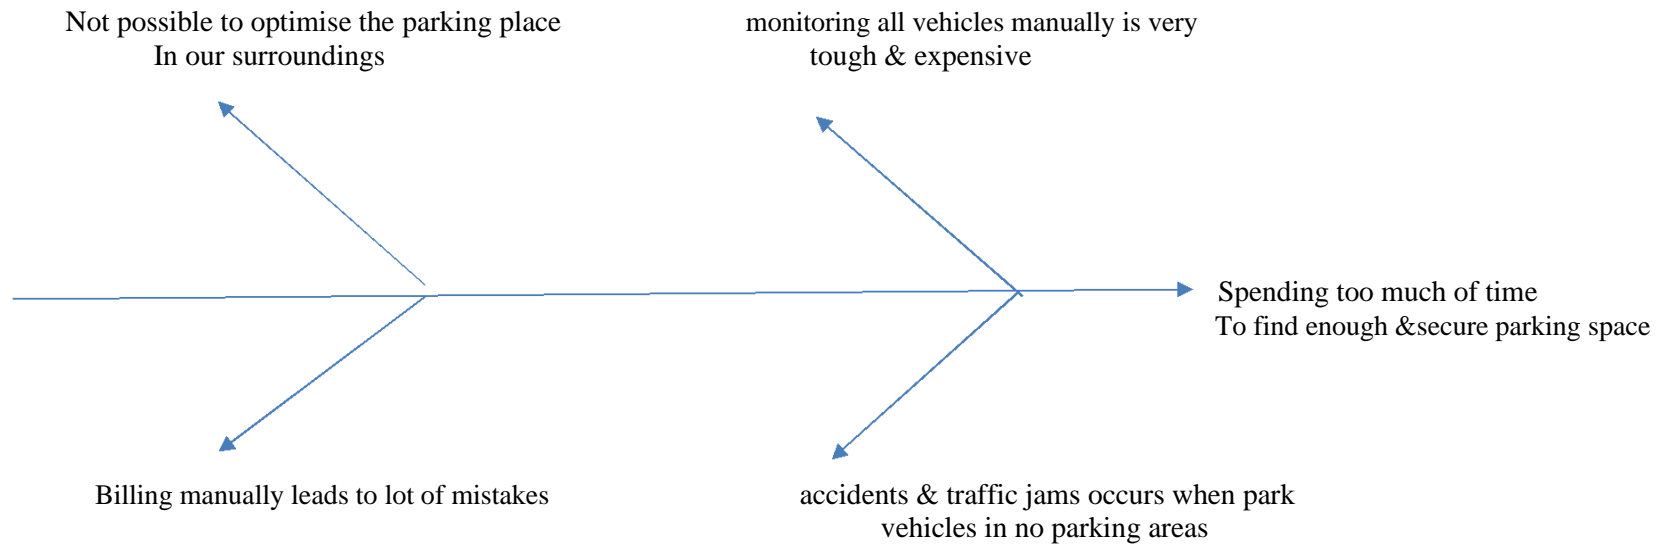 Not possible to optimise the parking place
In our surroundings
monitoring all vehicles manually is very
tough & expensive
Spending too much of time
To find enough &secure parking space
Billing manually leads to lot of mistakes
accidents & traffic jams occurs when park
vehicles in no parking areas